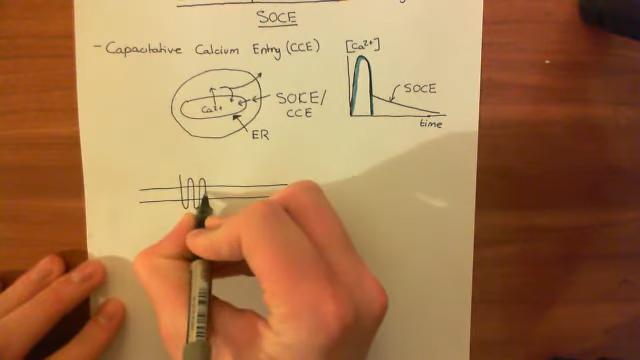 SOCE
- Capacitative Calcium Entry (CCE)
[Ca²⁺]
Ca²⁺
SOCE/
CCE
ER
SOCE
time